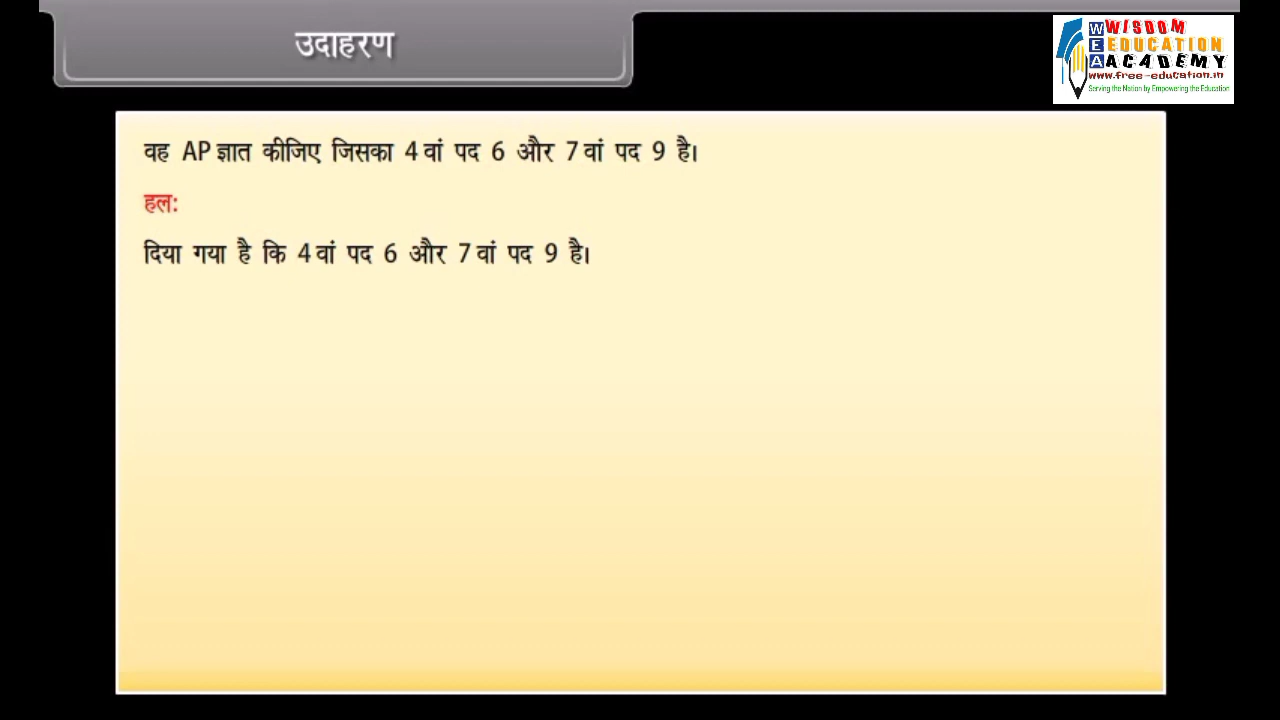 उदाहरण
WEA
WISDOM
EDUCATION
ACADEMY
www.free-education.in
Serving the Nation by Empowering the Education
वह AP ज्ञात कीजिए जिसका 4 वां पद 6 और 7 वां पद 9 है।
हल:
दिया गया है कि 4 वां पद 6 और 7 वां पद 9 है।